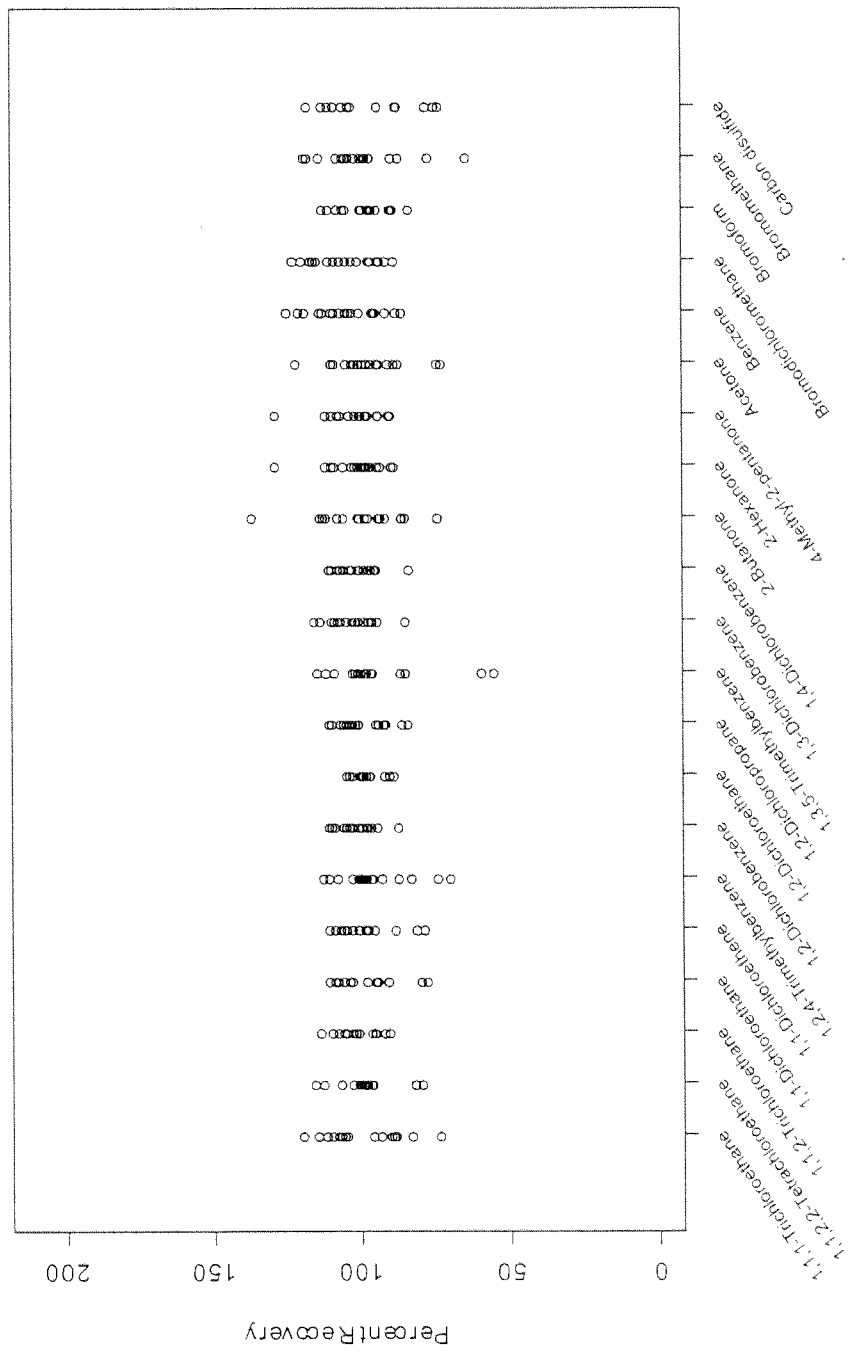 Percent Recovery
200
150
100
50
0
1,1,1-Trichloroethane
1,1,2,2-Tetrachloroethane
1,1,2-Trichloroethane
1,1-Dichloroethane
1,1-Dichloroethene
1,2,4-Trimethylbenzene
1,2-Dichlorobenzene
1,2-Dichloroethane
1,2-Dichloropropane
1,3,5-Trimethylbenzene
1,3-Dichlorobenzene
1,4-Dichlorobenzene
2-Butanone
2-Hexanone
4-Methyl-2-pentanone
Acetone
Benzene
Bromodichloromethane
Bromoform
Bromomethane
Carbon disulfide